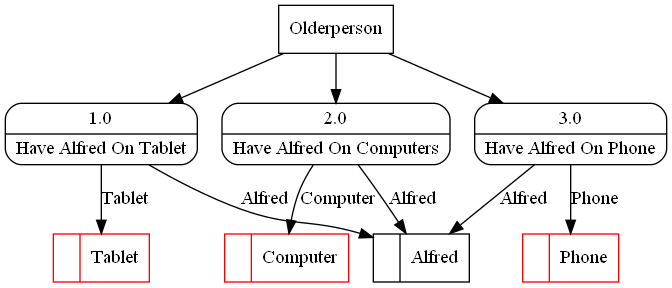 Olderperson
1.0
Have Alfred On Tablet
2.0
Have Alfred On Computers
3.0
Have Alfred On Phone
Tablet
Alfred
Computer
Alfred
Alfred
Phone
Tablet
Computer
Alfred
Phone